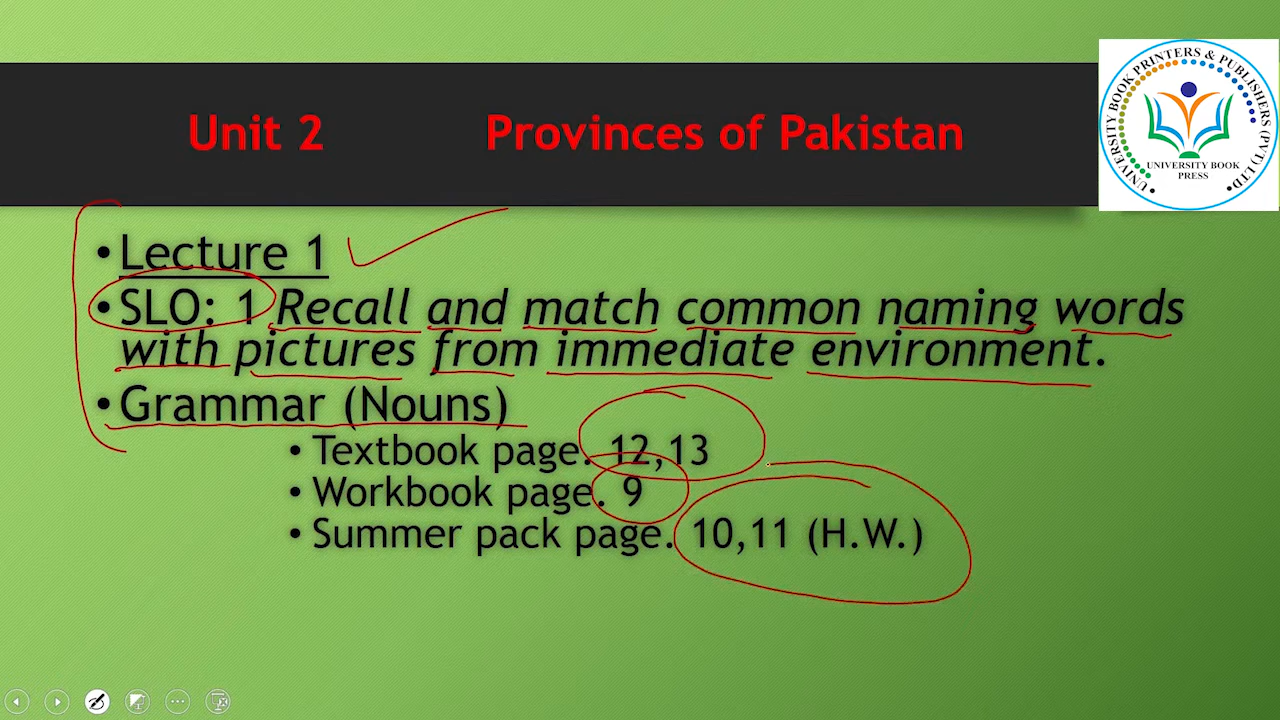 Unit 2 Provinces of Pakistan
UNIVERSITY BOOK PRINTERS & PUBLISHERS (PVT) LTD.
UNIVERSITY BOOK
PRESS
• Lecture 1
• SLO: 1 Recall and match common naming words
with pictures from immediate environment.
• Grammar (Nouns)
• Textbook page. 12,13
• Workbook page. 9
• Summer pack page. 10,11 (H.W.)